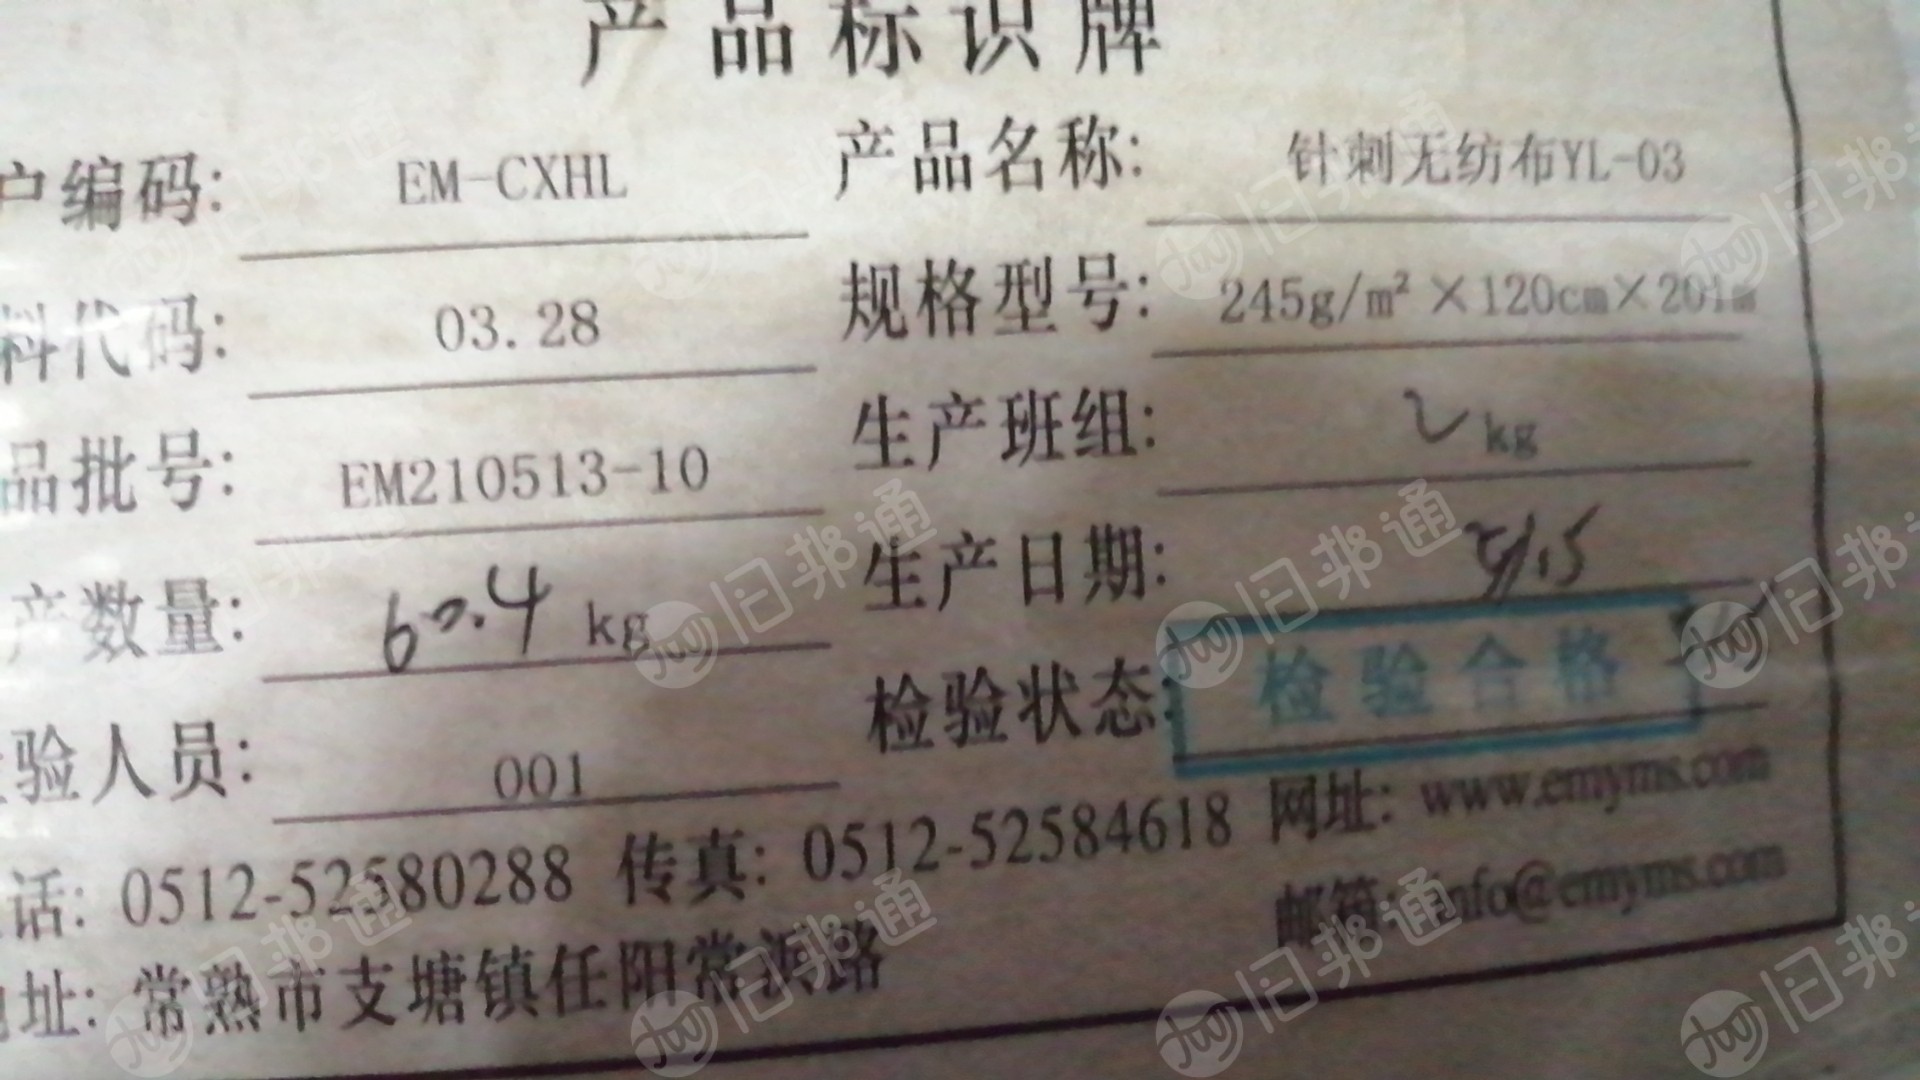 产品标识牌
户编码: EM-CXHL 产品名称: 针刺无纺布YL-03
料代码: 03.28 规格型号: 245g/m²×120cm×201m
品批号: EM210513-10 生产班组: 2 kg
产数量: 60.4 kg 生产日期:
验人员: 001 检验状态: 检验合格
话: 0512-52580288 传真: 0512-52584618 网址: www.emyms.com
邮箱: info@emyms.com
址: 常熟市支塘镇任阳常浜路
旧邦通